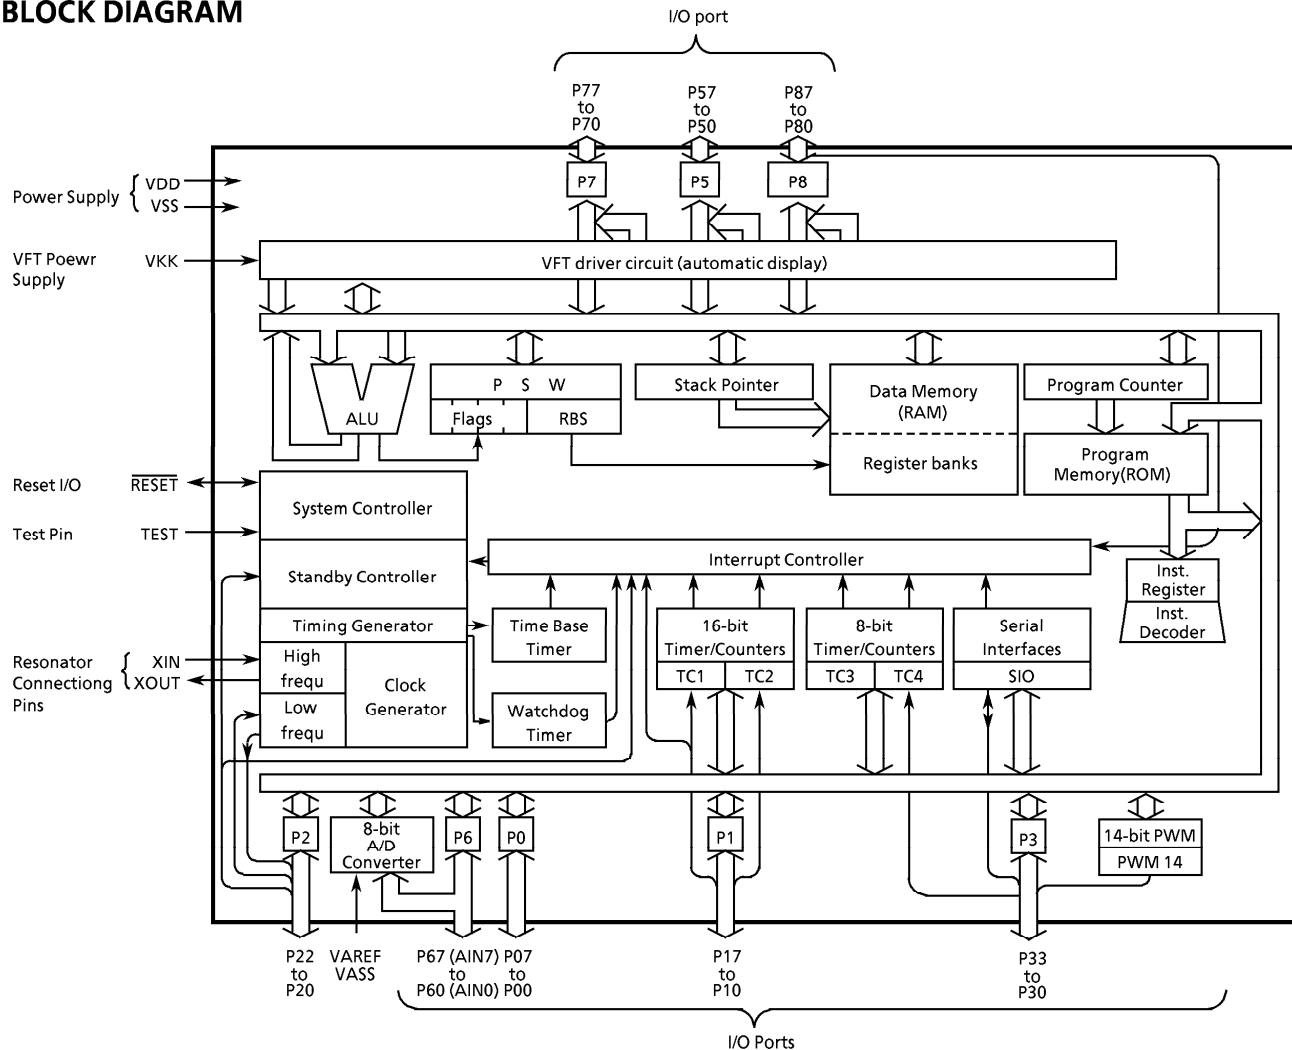 BLOCK DIAGRAM
I/O port
P77
to
P70
P57
to
P50
P87
to
P80
Power Supply
VDD
VSS
P7
P5
P8
VFT Poewr
Supply
VKK
VFT driver circuit (automatic display)
ALU
P S W
Flags
RBS
Stack Pointer
Data Memory
(RAM)
Register banks
Program Counter
Program
Memory(ROM)
Reset I/O
RESET
Test Pin
TEST
System Controller
Standby Controller
Timing Generator
High
frequ
Low
frequ
Clock
Generator
Resonator
Connectiong
Pins
XIN
XOUT
Interrupt Controller
Inst.
Register
Inst.
Decoder
Time Base
Timer
Watchdog
Timer
16-bit
Timer/Counters
TC1
TC2
8-bit
Timer/Counters
TC3
TC4
Serial
Interfaces
SIO
P2
8-bit
A/D
Converter
P6
P0
P1
P3
14-bit PWM
PWM 14
P22
to
P20
VAREF
VASS
P67 (AIN7)
to
P60 (AIN0)
P07
to
P00
P17
to
P10
P33
to
P30
I/O Ports